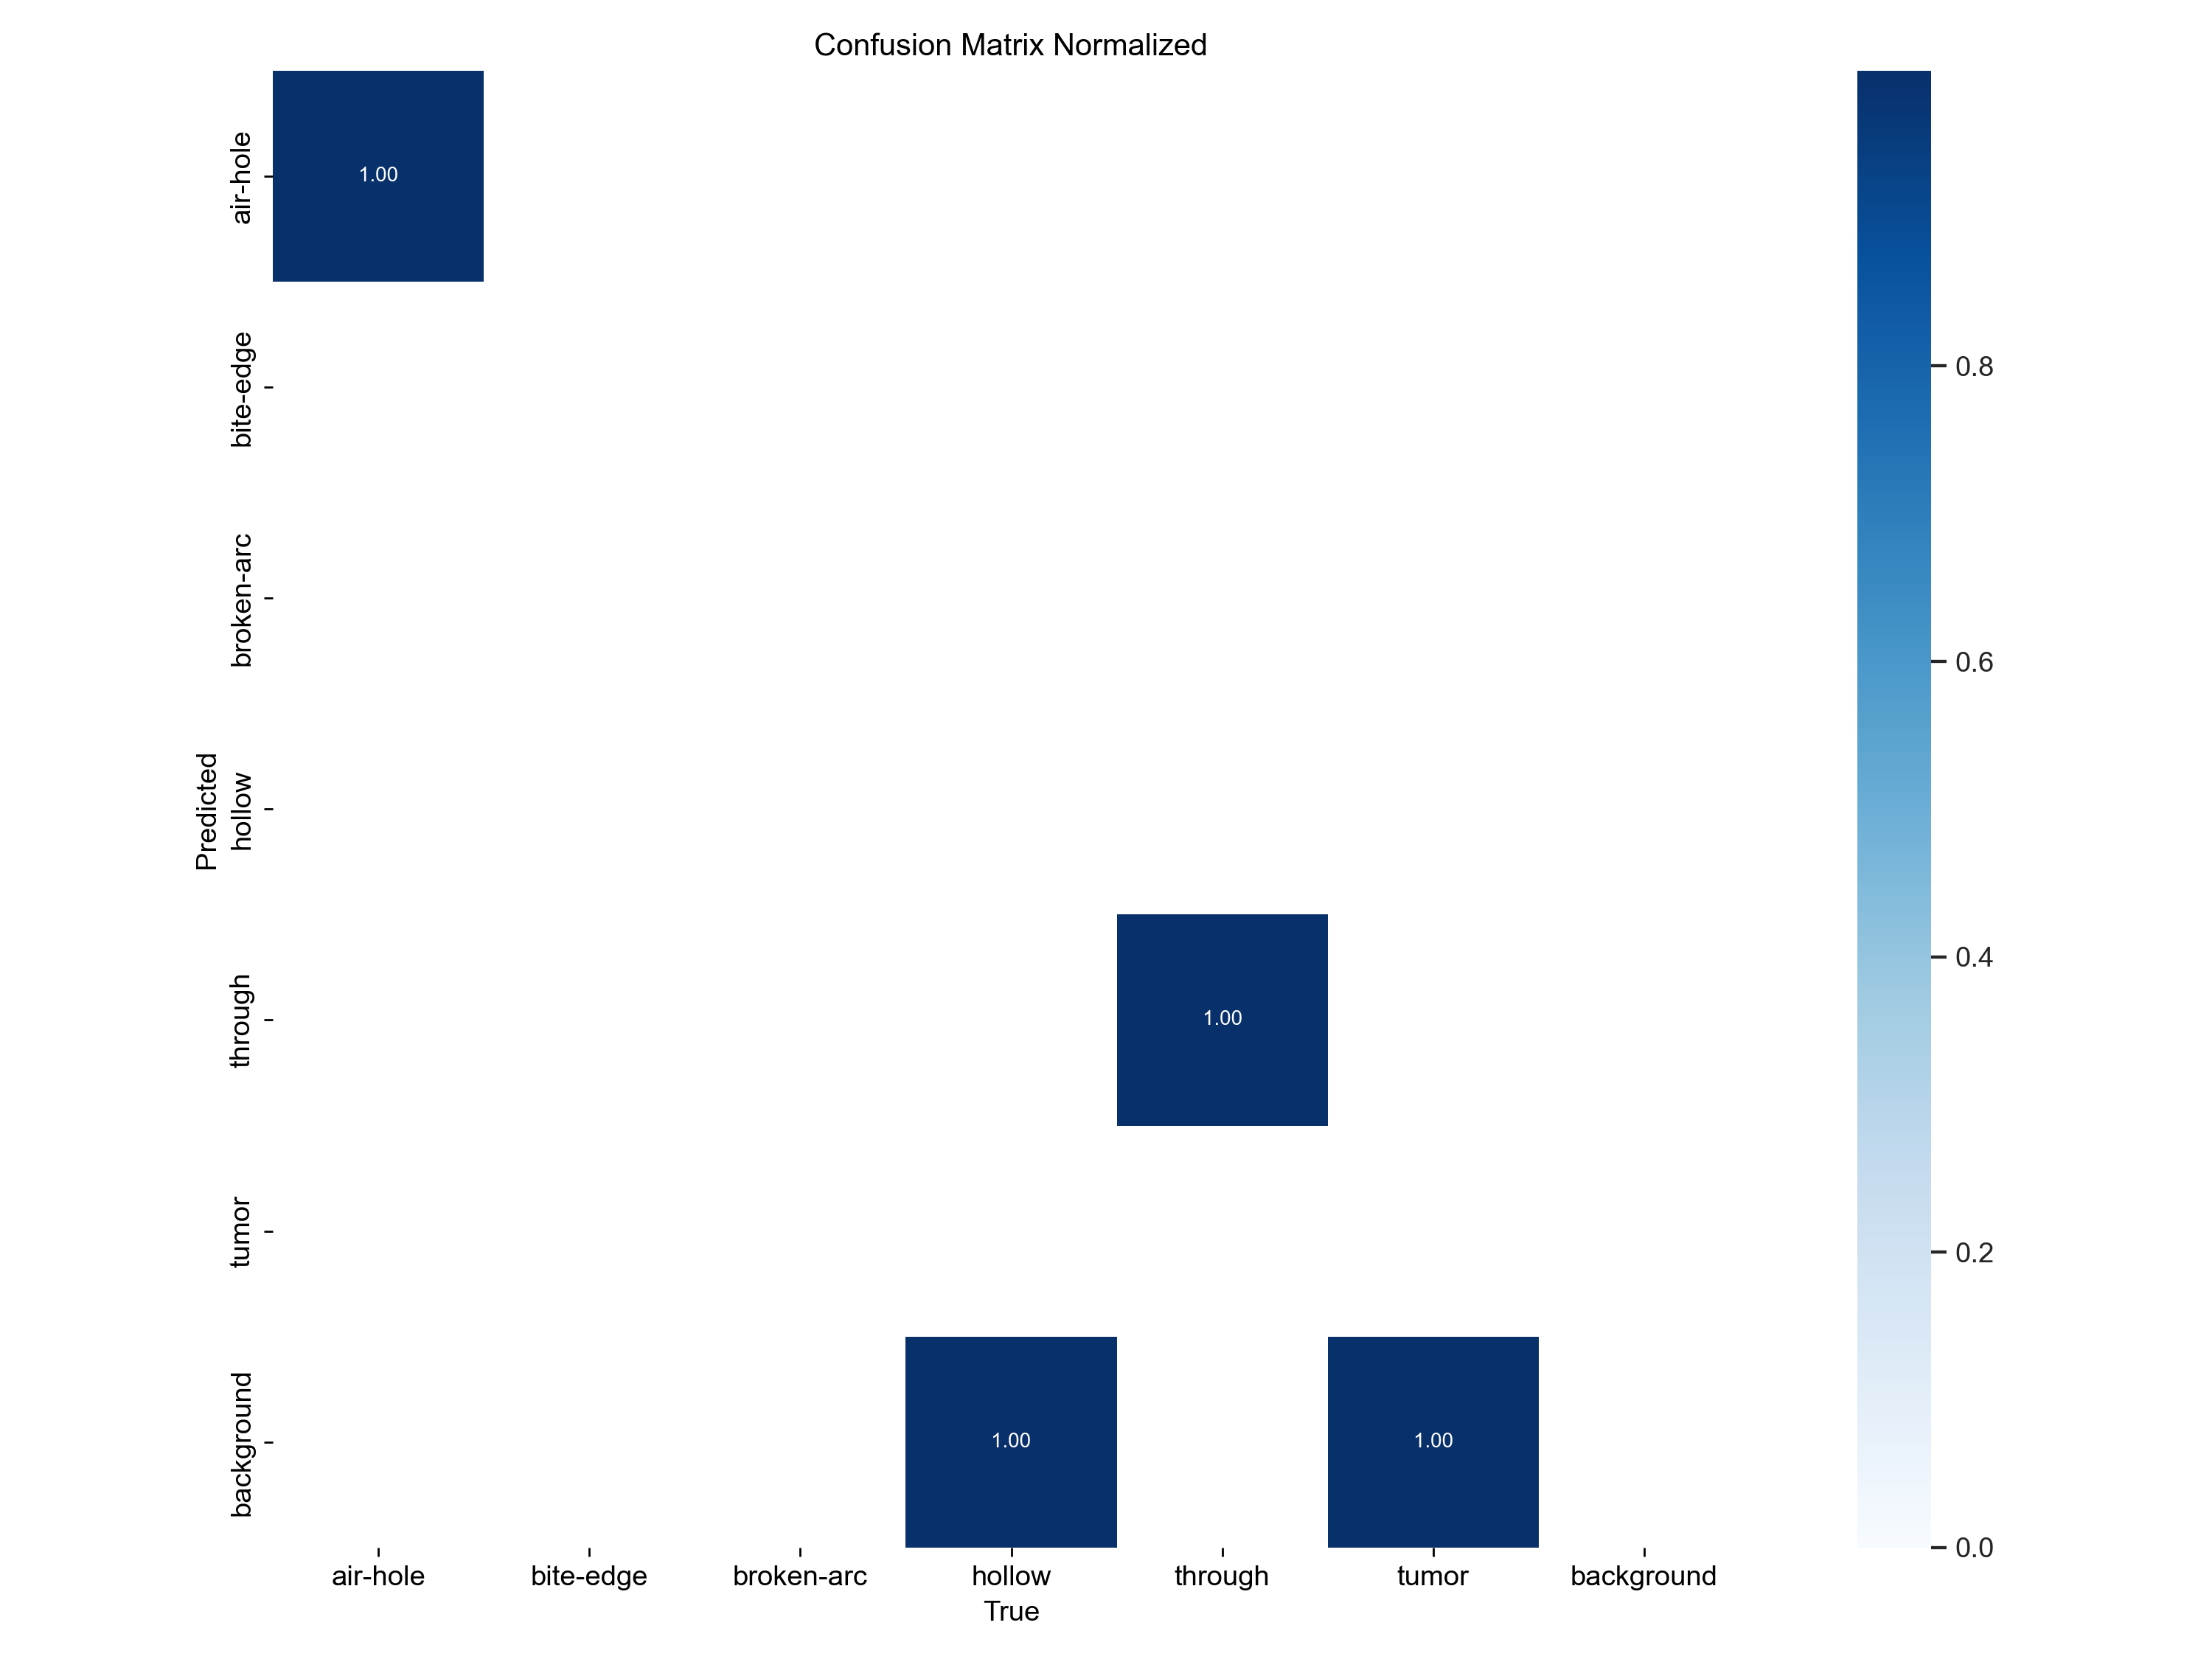 Confusion Matrix Normalized
air-hole
1.00
bite-edge
0.8
broken-arc
0.6
Predicted
hollow
0.4
through
1.00
tumor
0.2
background
1.00
1.00
0.0
air-hole bite-edge broken-arc hollow through tumor background
True